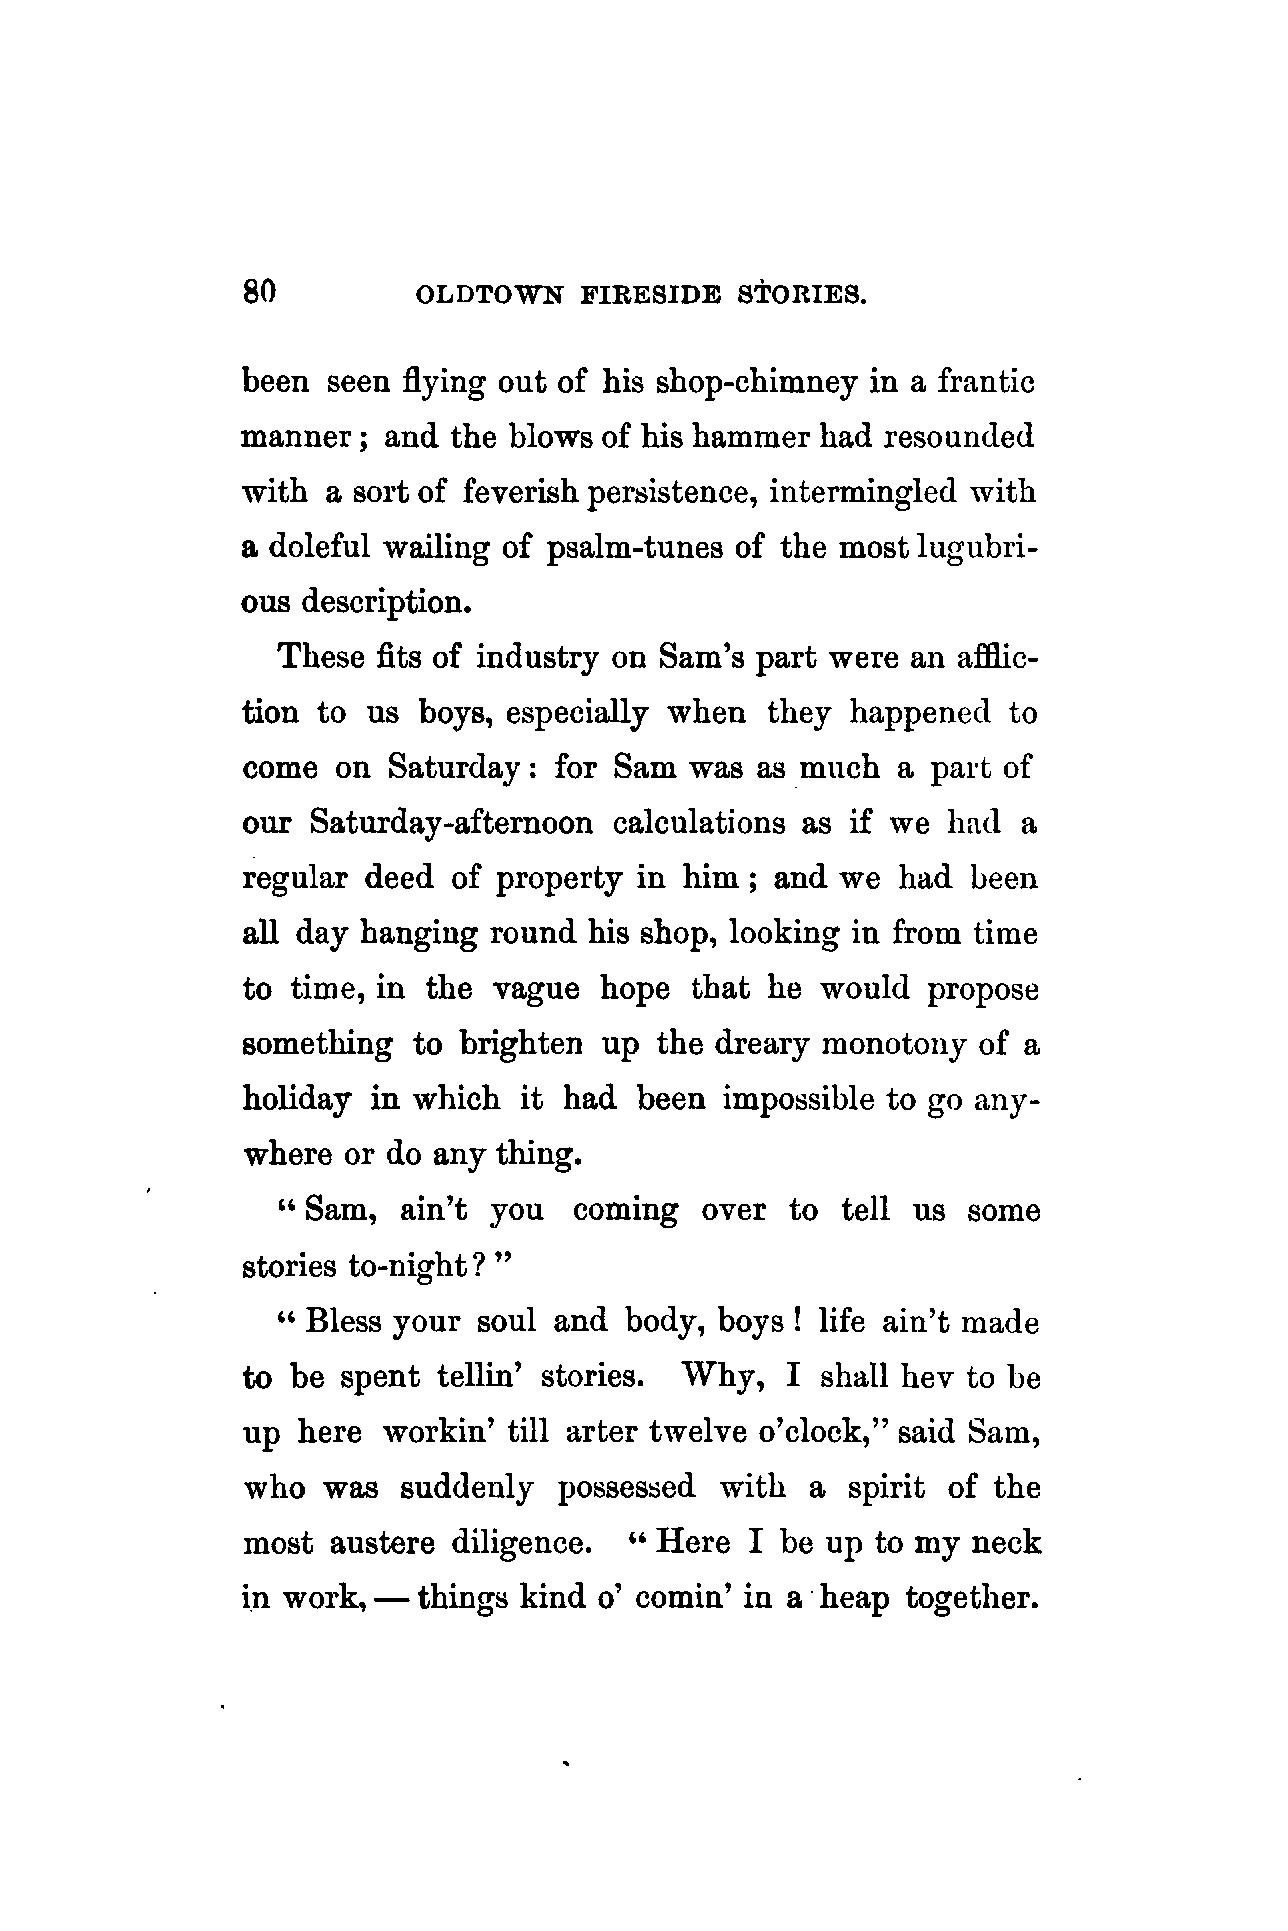 80 OLDTOWN FIRESIDE STORIES.
been seen flying out of his shop-chimney in a frantic
manner; and the blows of his hammer had resounded
with a sort of feverish persistence, intermingled with
a doleful wailing of psalm-tunes of the most lugubri-
ous description.
These fits of industry on Sam's part were an afflic-
tion to us boys, especially when they happened to
come on Saturday: for Sam was as much a part of
our Saturday-afternoon calculations as if we had a
regular deed of property in him; and we had been
all day hanging round his shop, looking in from time
to time, in the vague hope that he would propose
something to brighten up the dreary monotony of a
holiday in which it had been impossible to go any-
where or do any thing.
"Sam, ain't you coming over to tell us some
stories to-night?"
"Bless your soul and body, boys! life ain't made
to be spent tellin' stories. Why, I shall hev to be
up here workin' till arter twelve o'clock," said Sam,
who was suddenly possessed with a spirit of the
most austere diligence. "Here I be up to my neck
in work,—things kind o' comin' in a heap together.